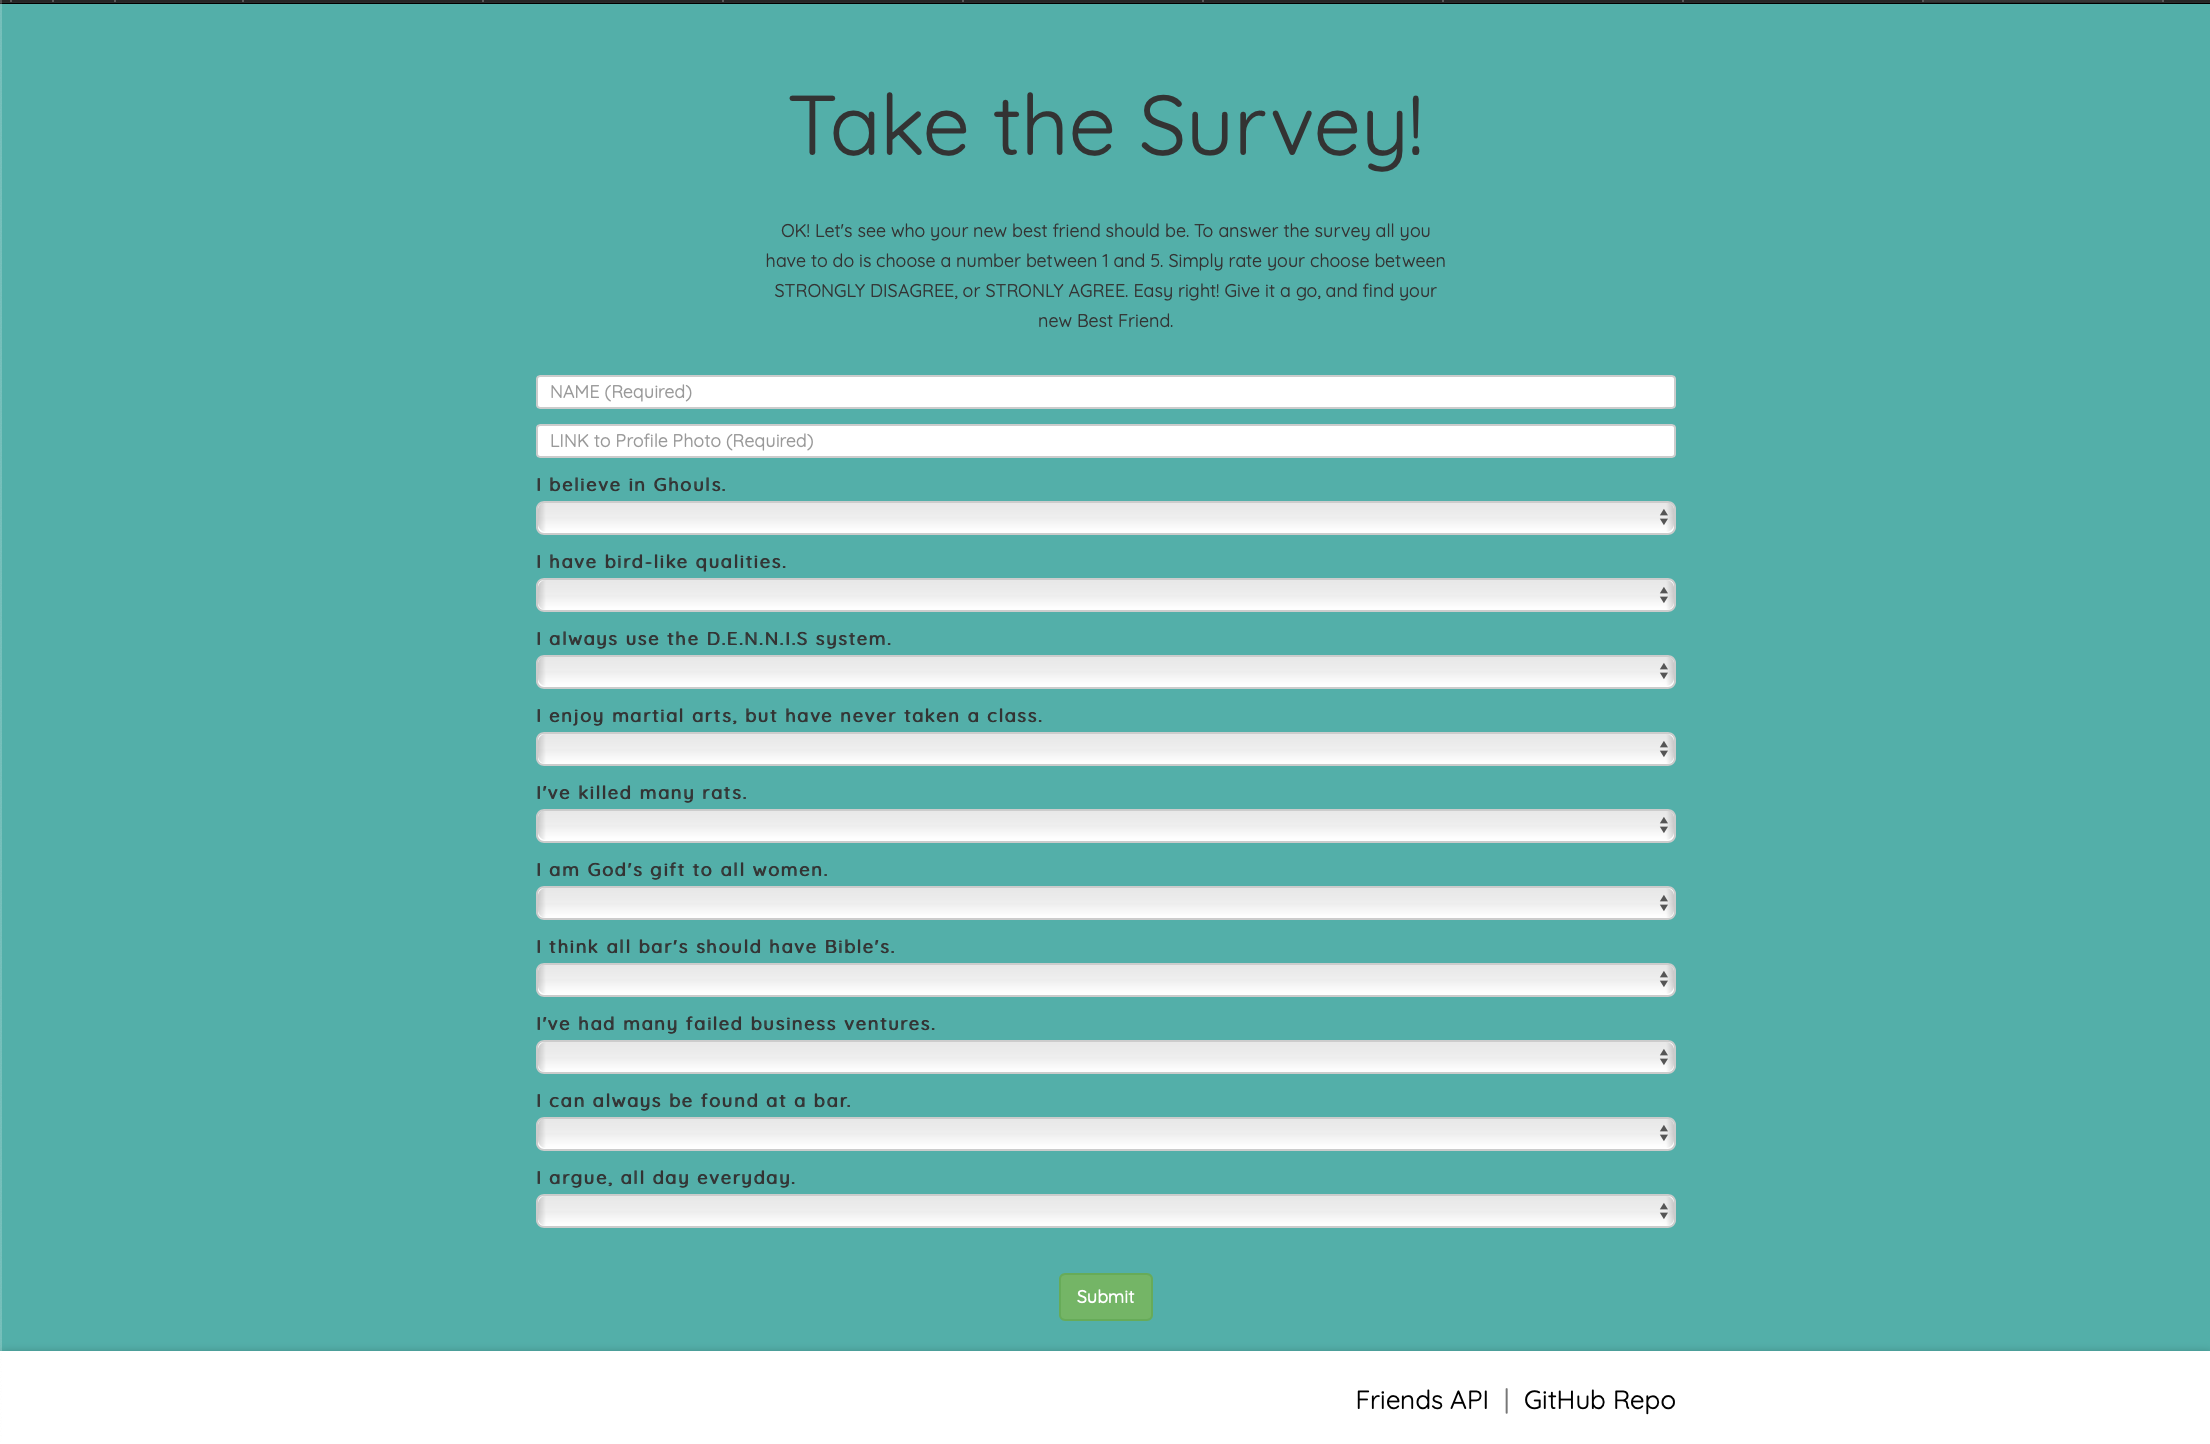 Take the Survey!
OK! Let's see who your new best friend should be. To answer the survey all you
have to do is choose a number between 1 and 5. Simply rate your choose between
STRONGLY DISAGREE, or STRONLY AGREE. Easy right! Give it a go, and find your
new Best Friend.
NAME (Required)
LINK to Profile Photo (Required)
I believe in Ghouls.
I have bird-like qualities.
I always use the D.E.N.N.I.S system.
I enjoy martial arts, but have never taken a class.
I've killed many rats.
I am God's gift to all women.
I think all bar's should have Bible's.
I've had many failed business ventures.
I can always be found at a bar.
I argue, all day everyday.
Submit
Friends API | GitHub Repo